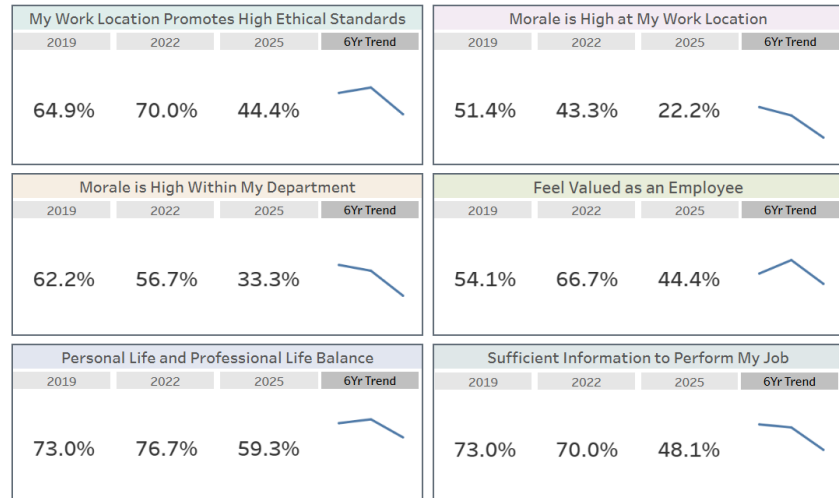 My Work Location Promotes High Ethical Standards
2019 2022 2025 6Yr Trend
64.9% 70.0% 44.4%
Morale is High at My Work Location
2019 2022 2025 6Yr Trend
51.4% 43.3% 22.2%
Morale is High Within My Department
2019 2022 2025 6Yr Trend
62.2% 56.7% 33.3%
Feel Valued as an Employee
2019 2022 2025 6Yr Trend
54.1% 66.7% 44.4%
Personal Life and Professional Life Balance
2019 2022 2025 6Yr Trend
73.0% 76.7% 59.3%
Sufficient Information to Perform My Job
2019 2022 2025 6Yr Trend
73.0% 70.0% 48.1%